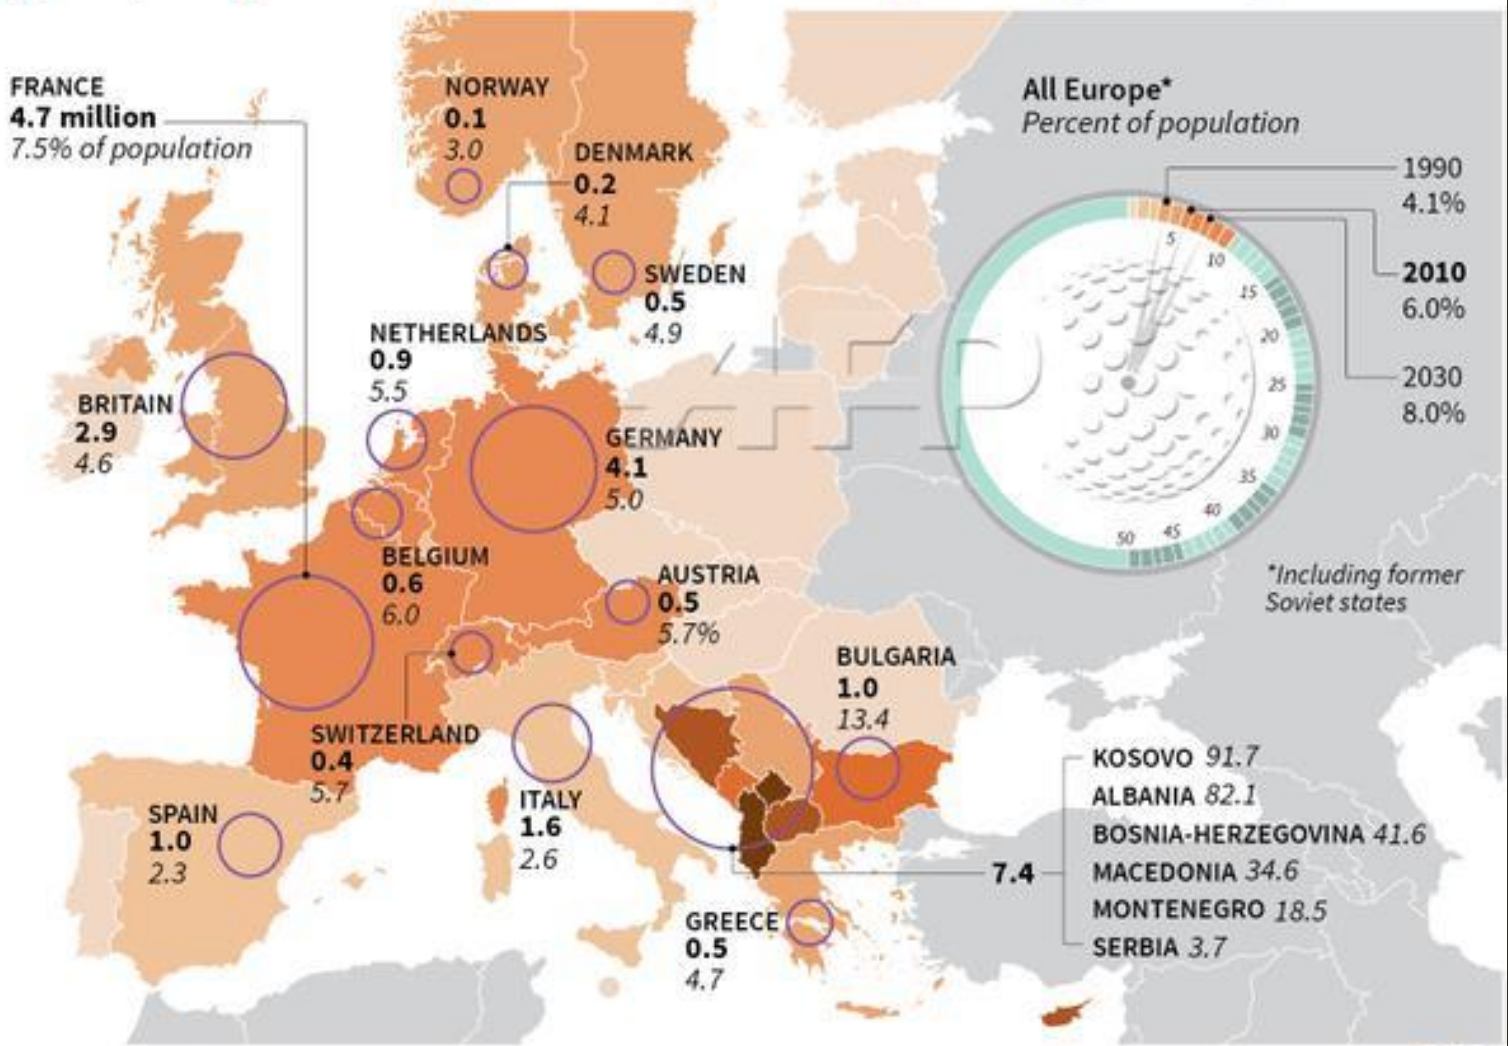 FRANCE
4.7 million
7.5% of population
NORWAY
0.1
3.0
DENMARK
0.2
4.1
SWEDEN
0.5
4.9
NETHERLANDS
0.9
5.5
BRITAIN
2.9
4.6
GERMANY
4.1
5.0
BELGIUM
0.6
6.0
AUSTRIA
0.5
5.7%
SWITZERLAND
0.4
5.7
BULGARIA
1.0
13.4
SPAIN
1.0
2.3
ITALY
1.6
2.6
GREECE
0.5
4.7
7.4
KOSOVO 91.7
ALBANIA 82.1
BOSNIA-HERZEGOVINA 41.6
MACEDONIA 34.6
MONTENEGRO 18.5
SERBIA 3.7
All Europe*
Percent of population
1990
4.1%
2010
6.0%
2030
8.0%
5
10
15
20
25
30
35
40
45
50
*Including former
Soviet states
AFP